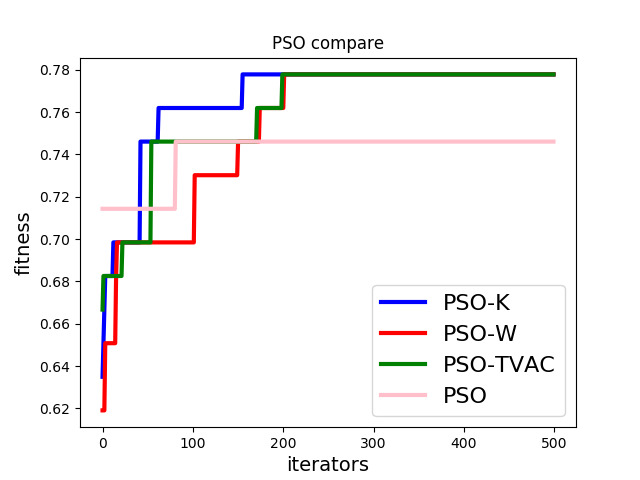 PSO compare
fitness
0.78
0.76
0.74
0.72
0.70
0.68
0.66
0.64
0.62
PSO-K
PSO-W
PSO-TVAC
PSO
0 100 200 300 400 500
iterators